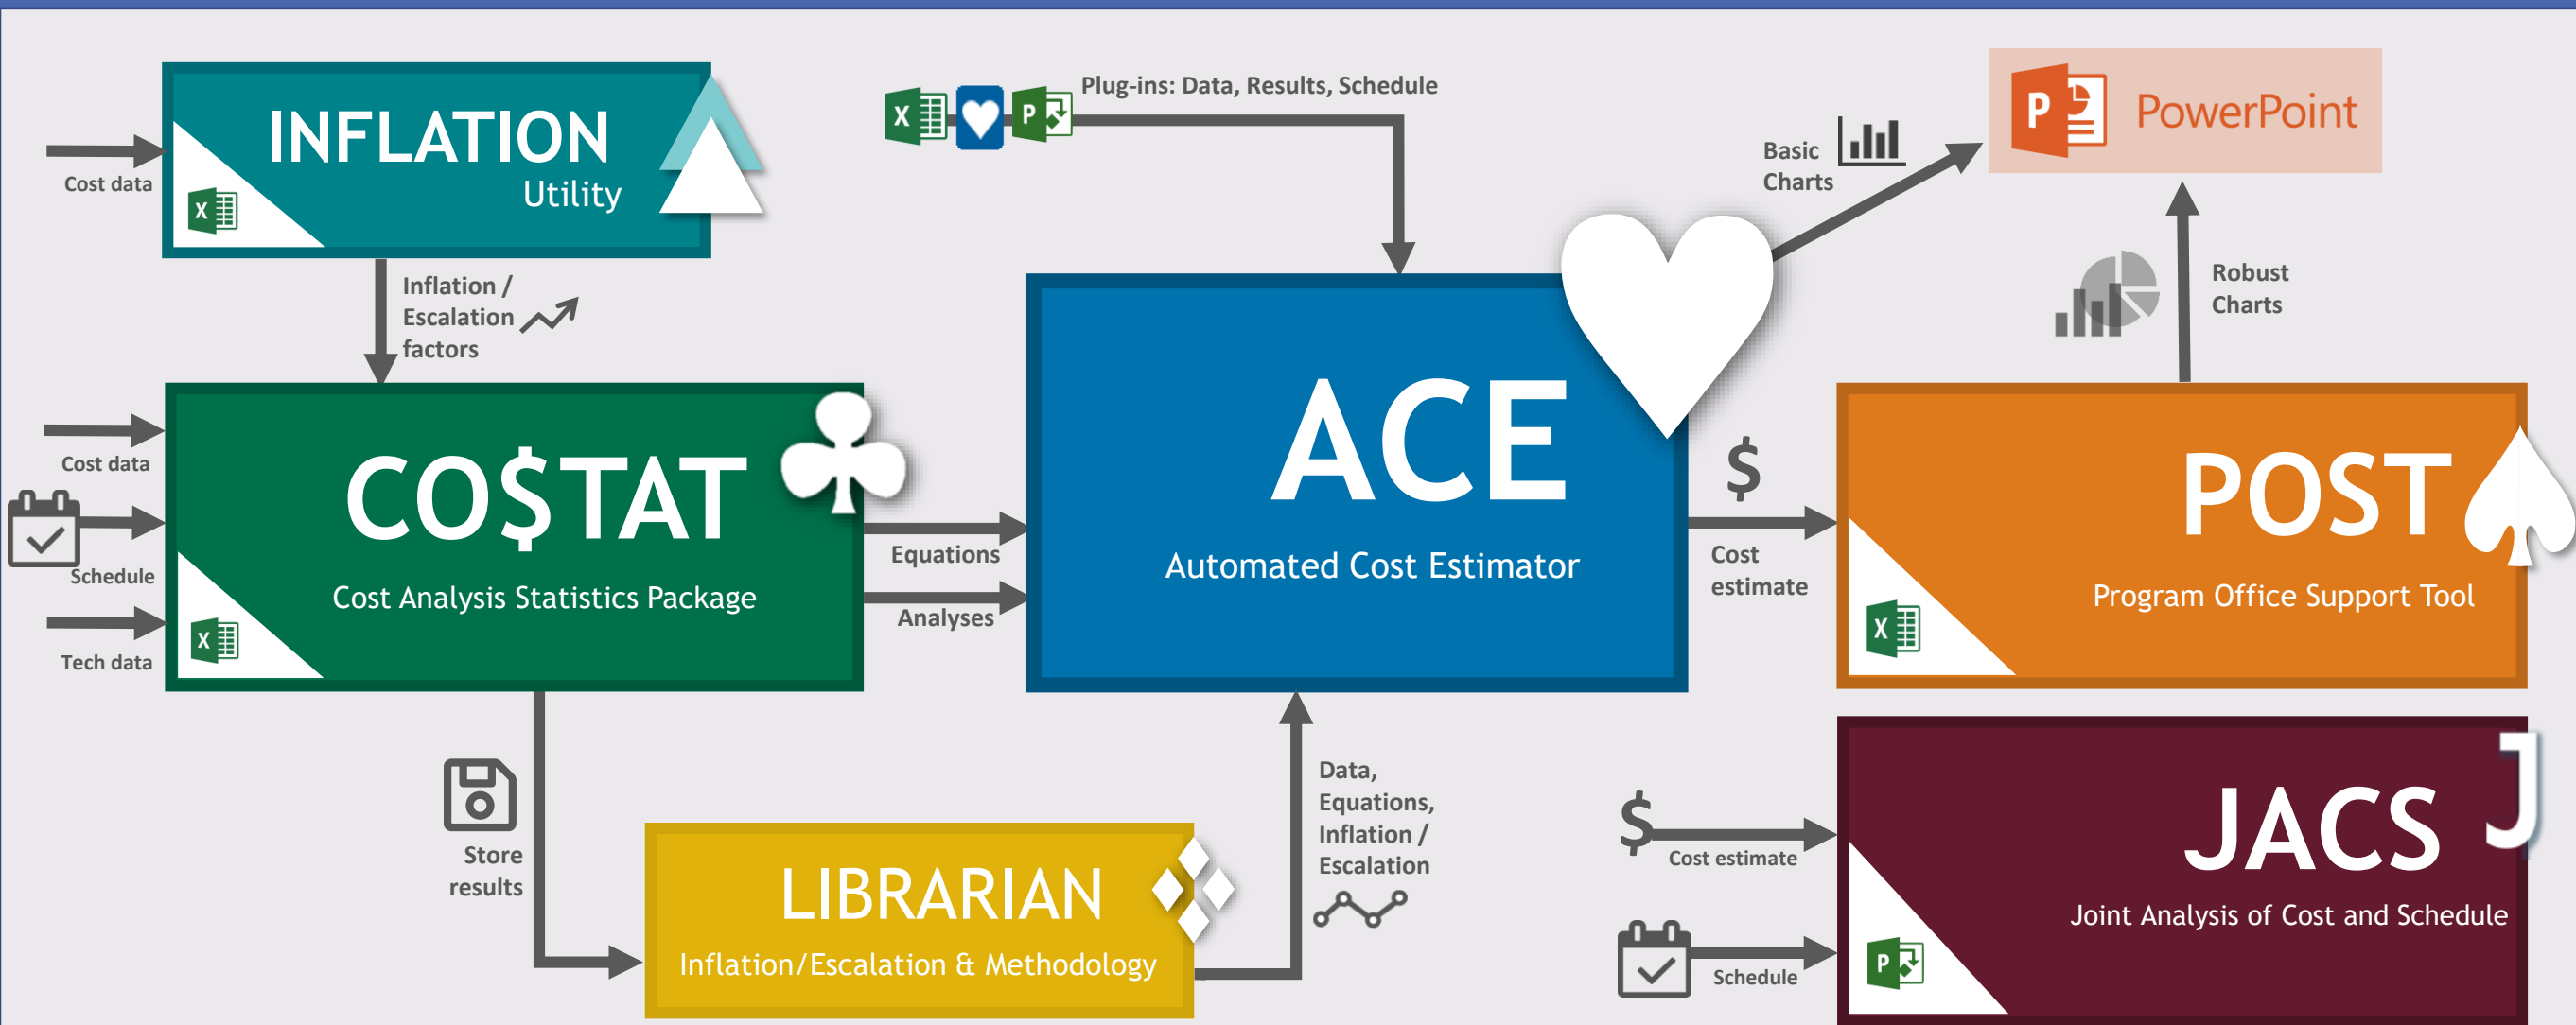 INFLATION
Utility
Cost data
Inflation /
Escalation
factors
Plug-ins: Data, Results, Schedule
Basic
Charts
PowerPoint
Robust
Charts
Cost data
Schedule
Tech data
CO$TAT
Cost Analysis Statistics Package
Equations
Analyses
ACE
Automated Cost Estimator
$
Cost
estimate
POST
Program Office Support Tool
Store
results
LIBRARIAN
Inflation/Escalation & Methodology
Data,
Equations,
Inflation /
Escalation
$
Cost estimate
Schedule
JACS
J
Joint Analysis of Cost and Schedule